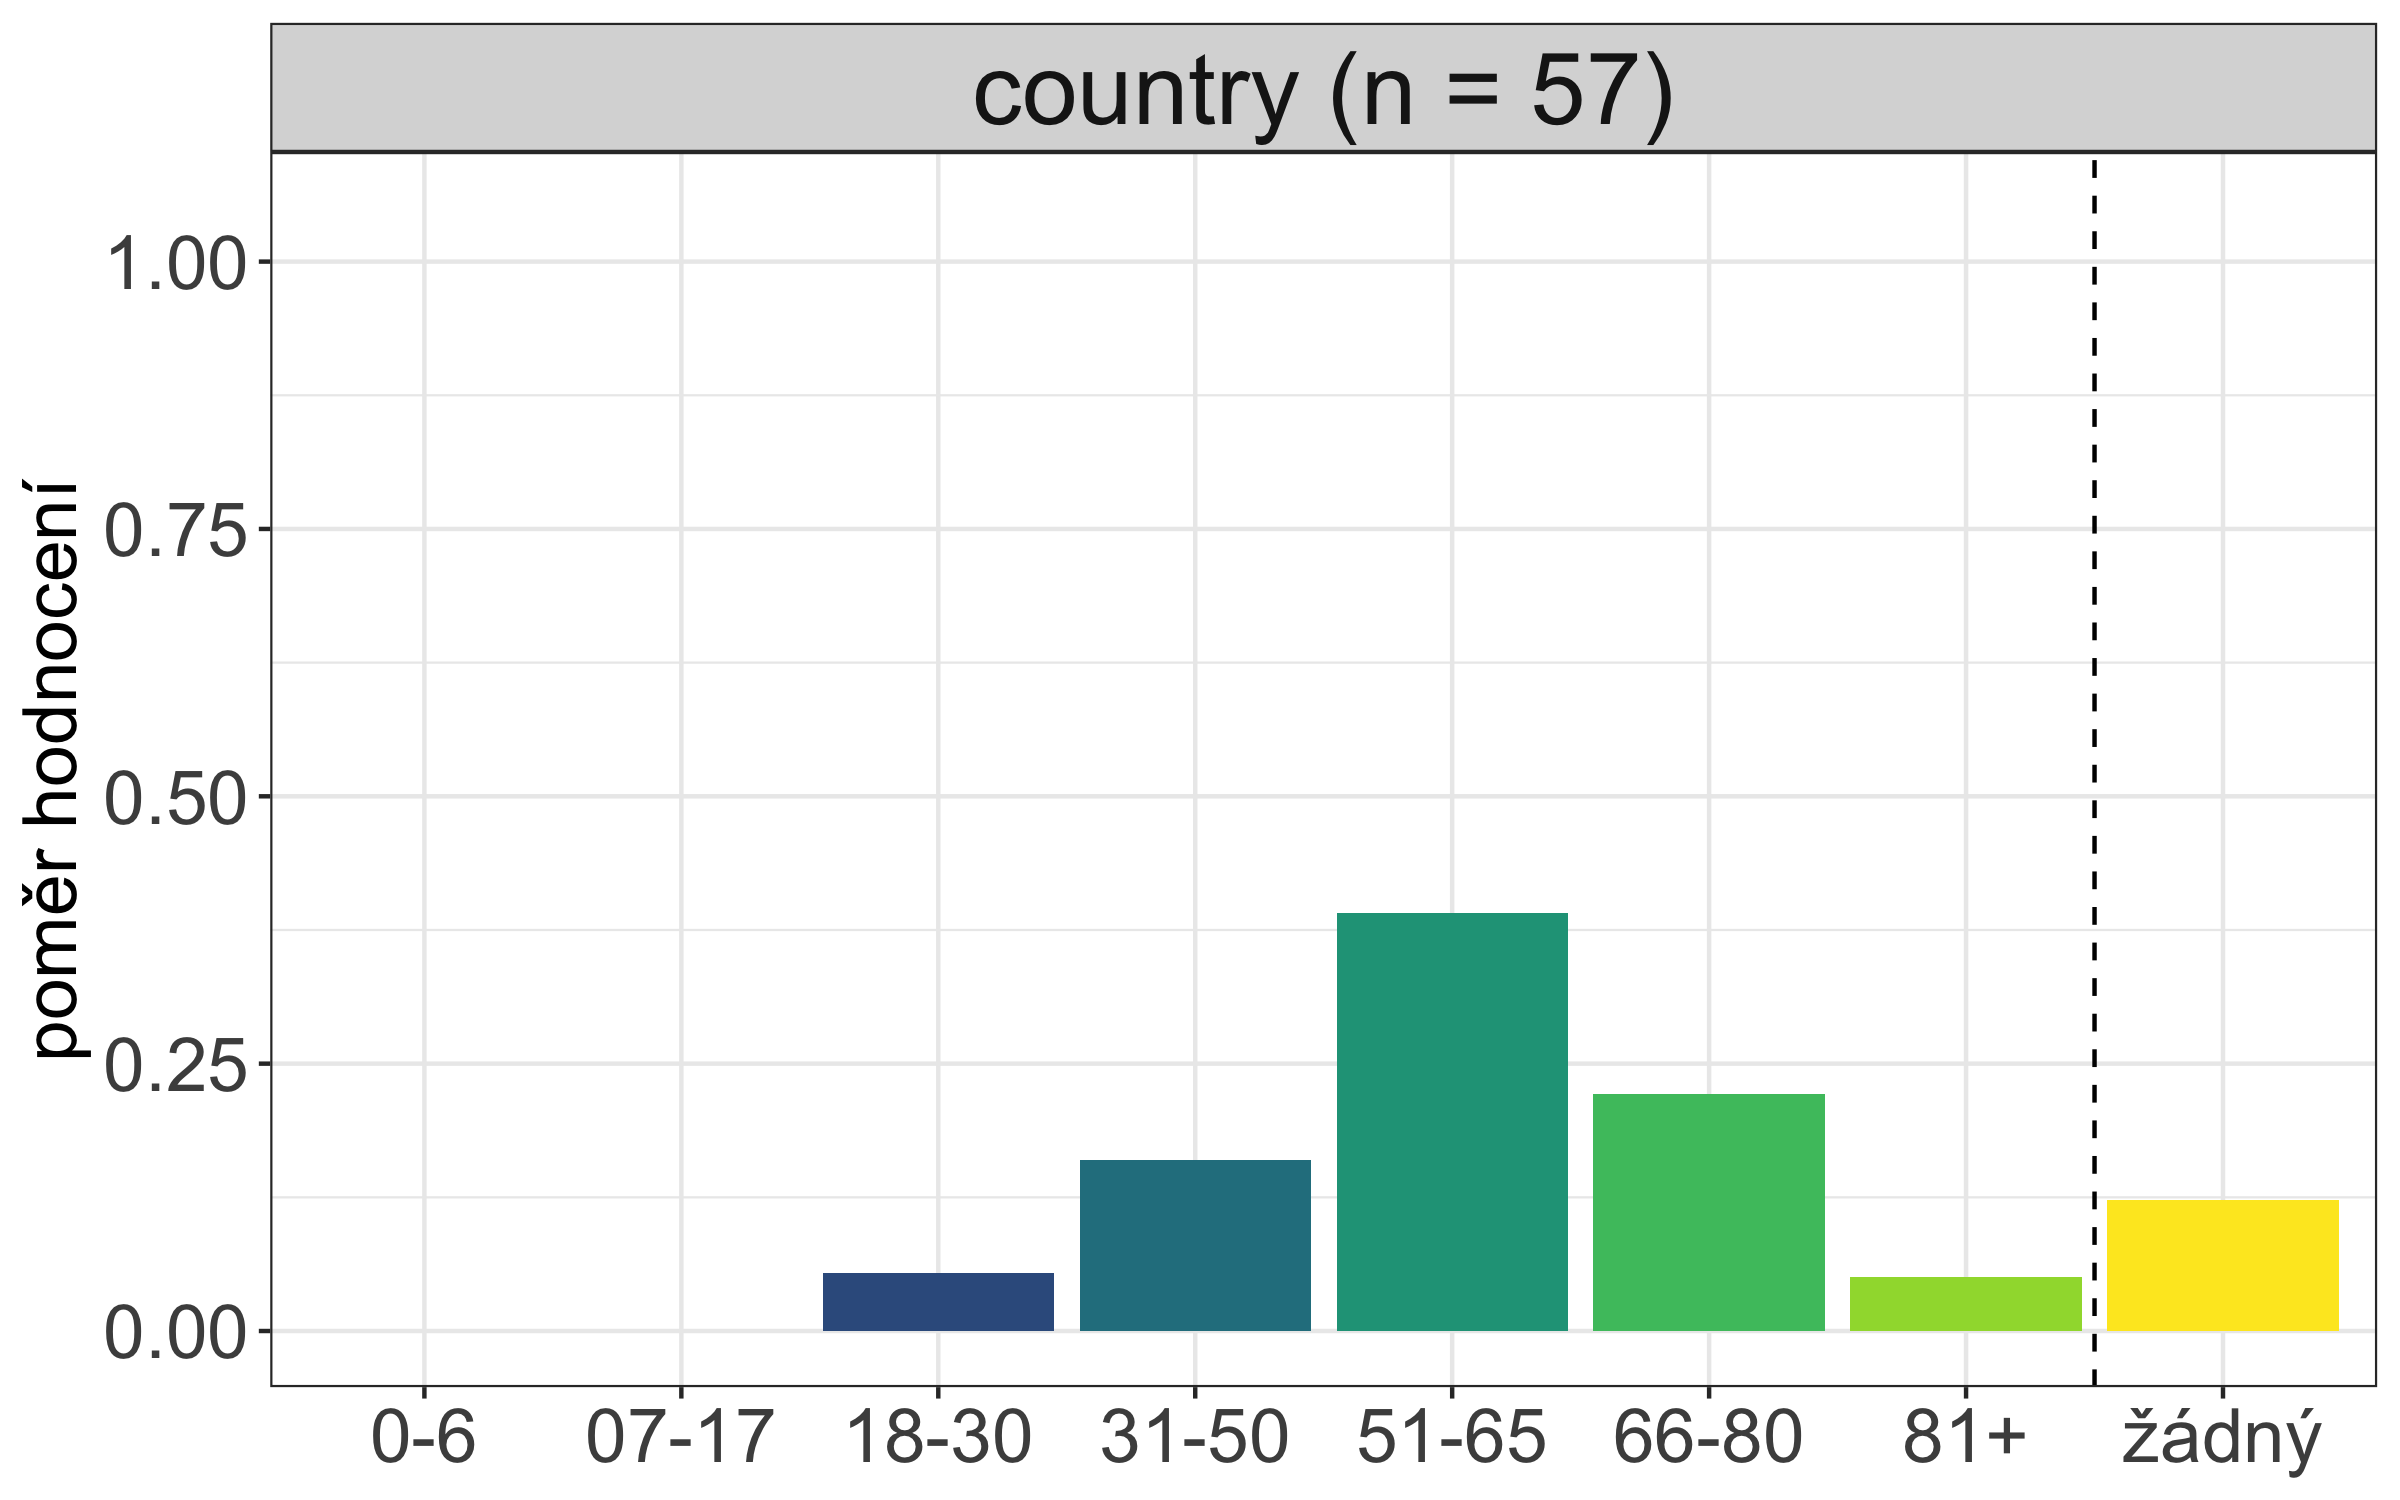 country (n = 57)
poměr hodnocení
1.00
0.75
0.50
0.25
0.00
0-6 07-17 18-30 31-50 51-65 66-80 81+ žádný